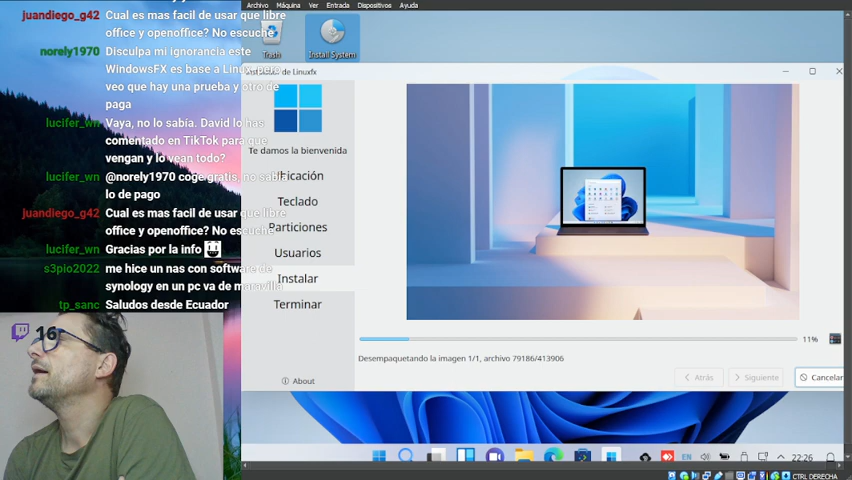 Archivo Máquina Ver Entrada Dispositivos Ayuda
juandiego_g42 Cual es mas facil de usar que libre
office y openoffice? No escuche
norely1970 Disculpa mi ignorancia este
WindowsFX es base a Linux pero
veo que hay una prueba y otro de
paga
lucifer_wn Vaya, no lo sabía. David lo has
comentado en TikTok para que
vengan y lo vean todo?
lucifer_wn @norely1970 coge gratis, no sabía
lo de pago
juandiego_g42 Cual es mas facil de usar que libre
office y openoffice? No escuche
lucifer_wn Gracias por la info
s3pio2022 me hice un nas con software de
synology en un pc va de maravilla
tp_sanc Saludos desde Ecuador
16
Trash
Install System
de Linuxfx
Te damos la bienvenida
Teclado
Particiones
Usuarios
Instalar
Terminar
About
11%
Desempaquetando la imagen 1/1, archivo 79186/413906
Atrás
Siguiente
Cancelar
EN
22:26
CTRL DERECHA